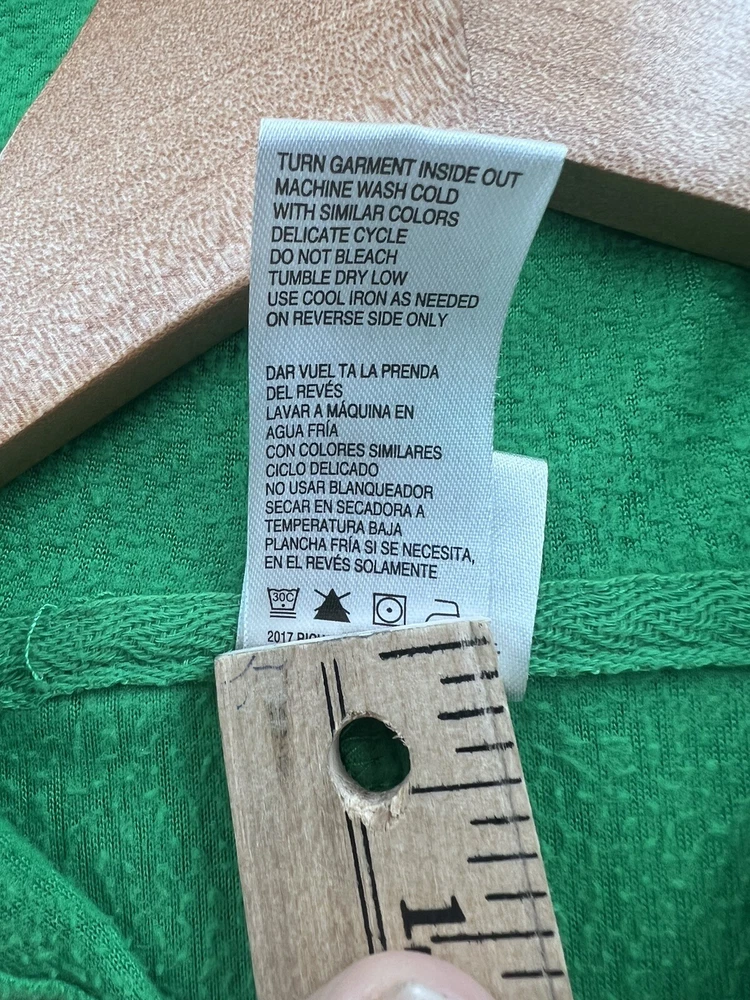 TURN GARMENT INSIDE OUT
MACHINE WASH COLD
WITH SIMILAR COLORS
DELICATE CYCLE
DO NOT BLEACH
TUMBLE DRY LOW
USE COOL IRON AS NEEDED
ON REVERSE SIDE ONLY
DAR VUEL TA LA PRENDA
DEL REVÉS
LAVAR A MÁQUINA EN
AGUA FRÍA
CON COLORES SIMILARES
CICLO DELICADO
NO USAR BLANQUEADOR
SECAR EN SECADORA A
TEMPERATURA BAJA
PLANCHA FRÍA SI SE NECESITA,
EN EL REVÉS SOLAMENTE
30C
2017
1